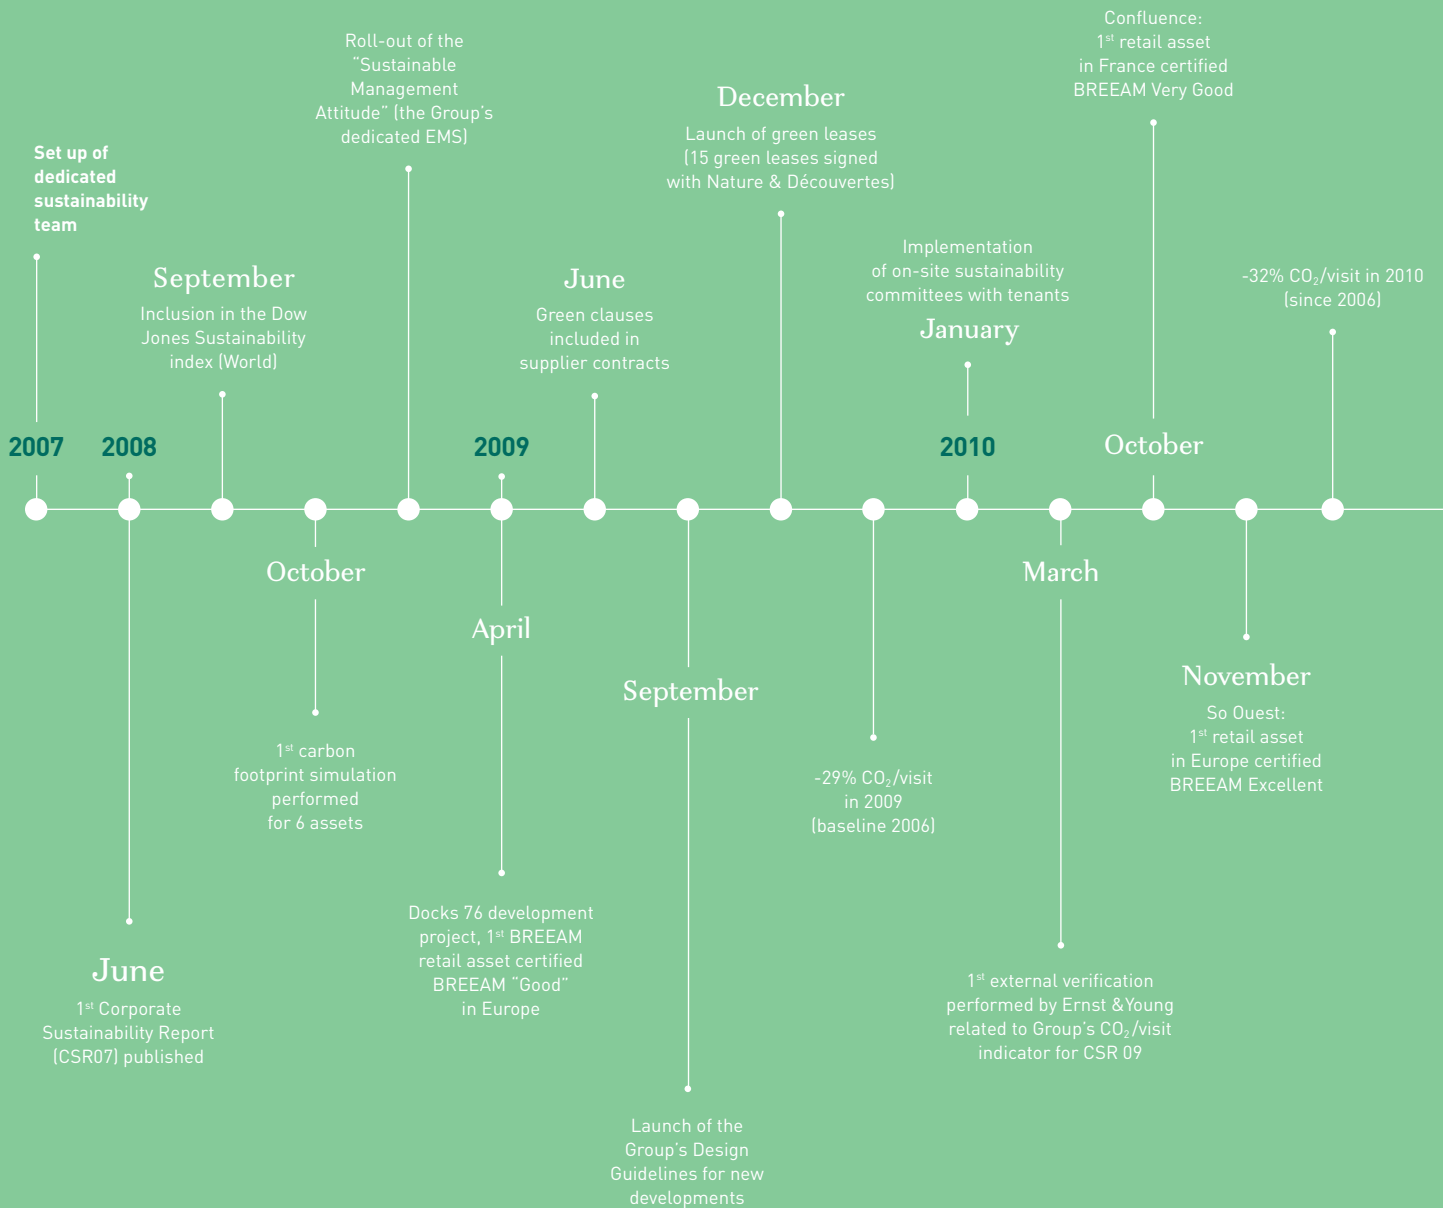 Set up of
dedicated
sustainability
team
2007
2008
June
1st Corporate
Sustainability Report
(CSR07) published
September
Inclusion in the Dow
Jones Sustainability
index (World)
October
1st carbon
footprint simulation
performed
for 6 assets
Roll-out of the
“Sustainable
Management
Attitude” (the Group’s
dedicated EMS)
2009
April
Docks 76 development
project, 1st BREEAM
retail asset certified
BREEAM “Good”
in Europe
June
Green clauses
included in
supplier contracts
September
Launch of the
Group’s Design
Guidelines for new
developments
December
Launch of green leases
(15 green leases signed
with Nature & Découvertes)
-29% CO₂/visit
in 2009
(baseline 2006)
Implementation
of on-site sustainability
committees with tenants
January
2010
March
1st external verification
performed by Ernst &Young
related to Group’s CO₂/visit
indicator for CSR 09
Confluence:
1st retail asset
in France certified
BREEAM Very Good
October
November
So Ouest:
1st retail asset
in Europe certified
BREEAM Excellent
-32% CO₂/visit in 2010
(since 2006)